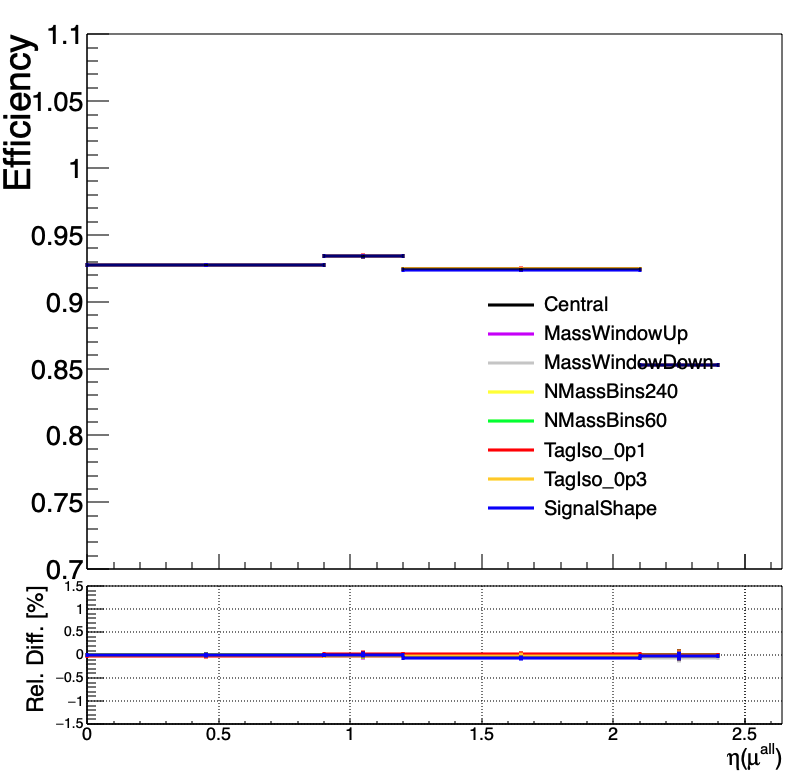 Efficiency
1.1
1.05
1
0.95
0.9
0.85
0.8
0.75
0.7
Central
MassWindowUp
MassWindowDown
NMassBins240
NMassBins60
TagIso_0p1
TagIso_0p3
SignalShape
Rel. Diff. [%]
1.5
1
0.5
0
−0.5
−1
−1.5
0 0.5 1 1.5 2 2.5
η(μ^all)